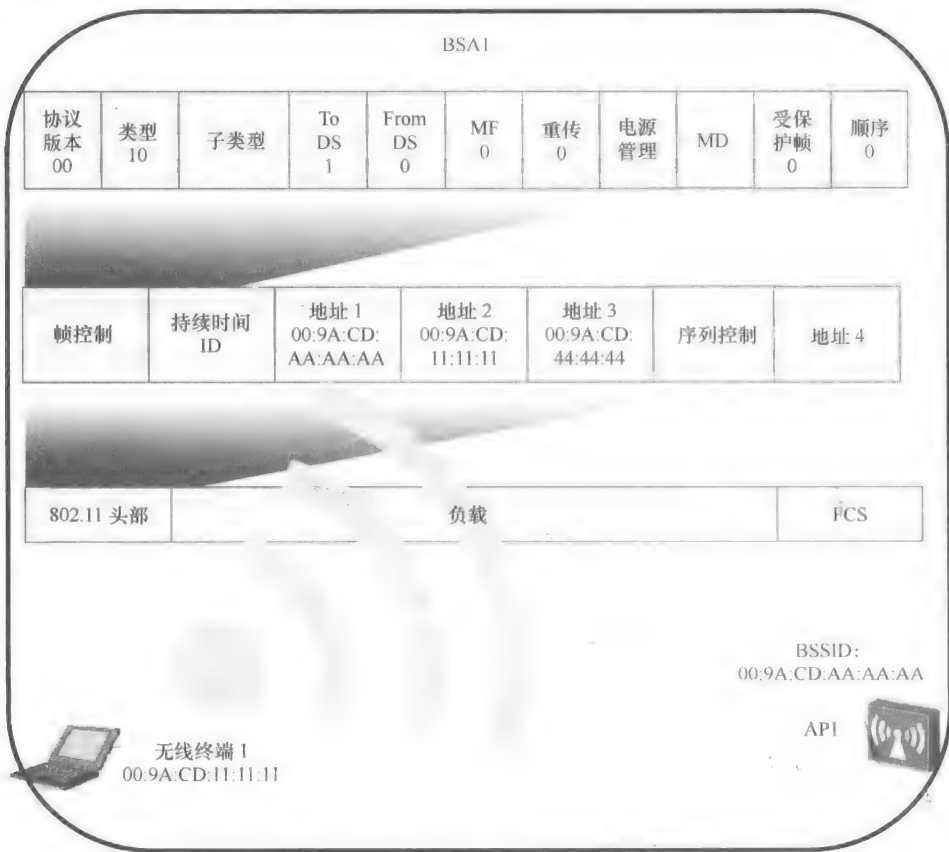 BSA1
协议版本 00
类型 10
子类型
To DS 1
From DS 0
MF 0
重传 0
电源管理
MD
受保护帧 0
顺序 0
帧控制
持续时间 ID
地址 1 00:9A:CD:AA:AA:AA
地址 2 00:9A:CD:11:11:11
地址 3 00:9A:CD:44:44:44
序列控制
地址 4
802.11 头部
负载
FCS
BSSID:
00:9A:CD:AA:AA:AA
AP1
无线终端 1
00:9A:CD:11:11:11